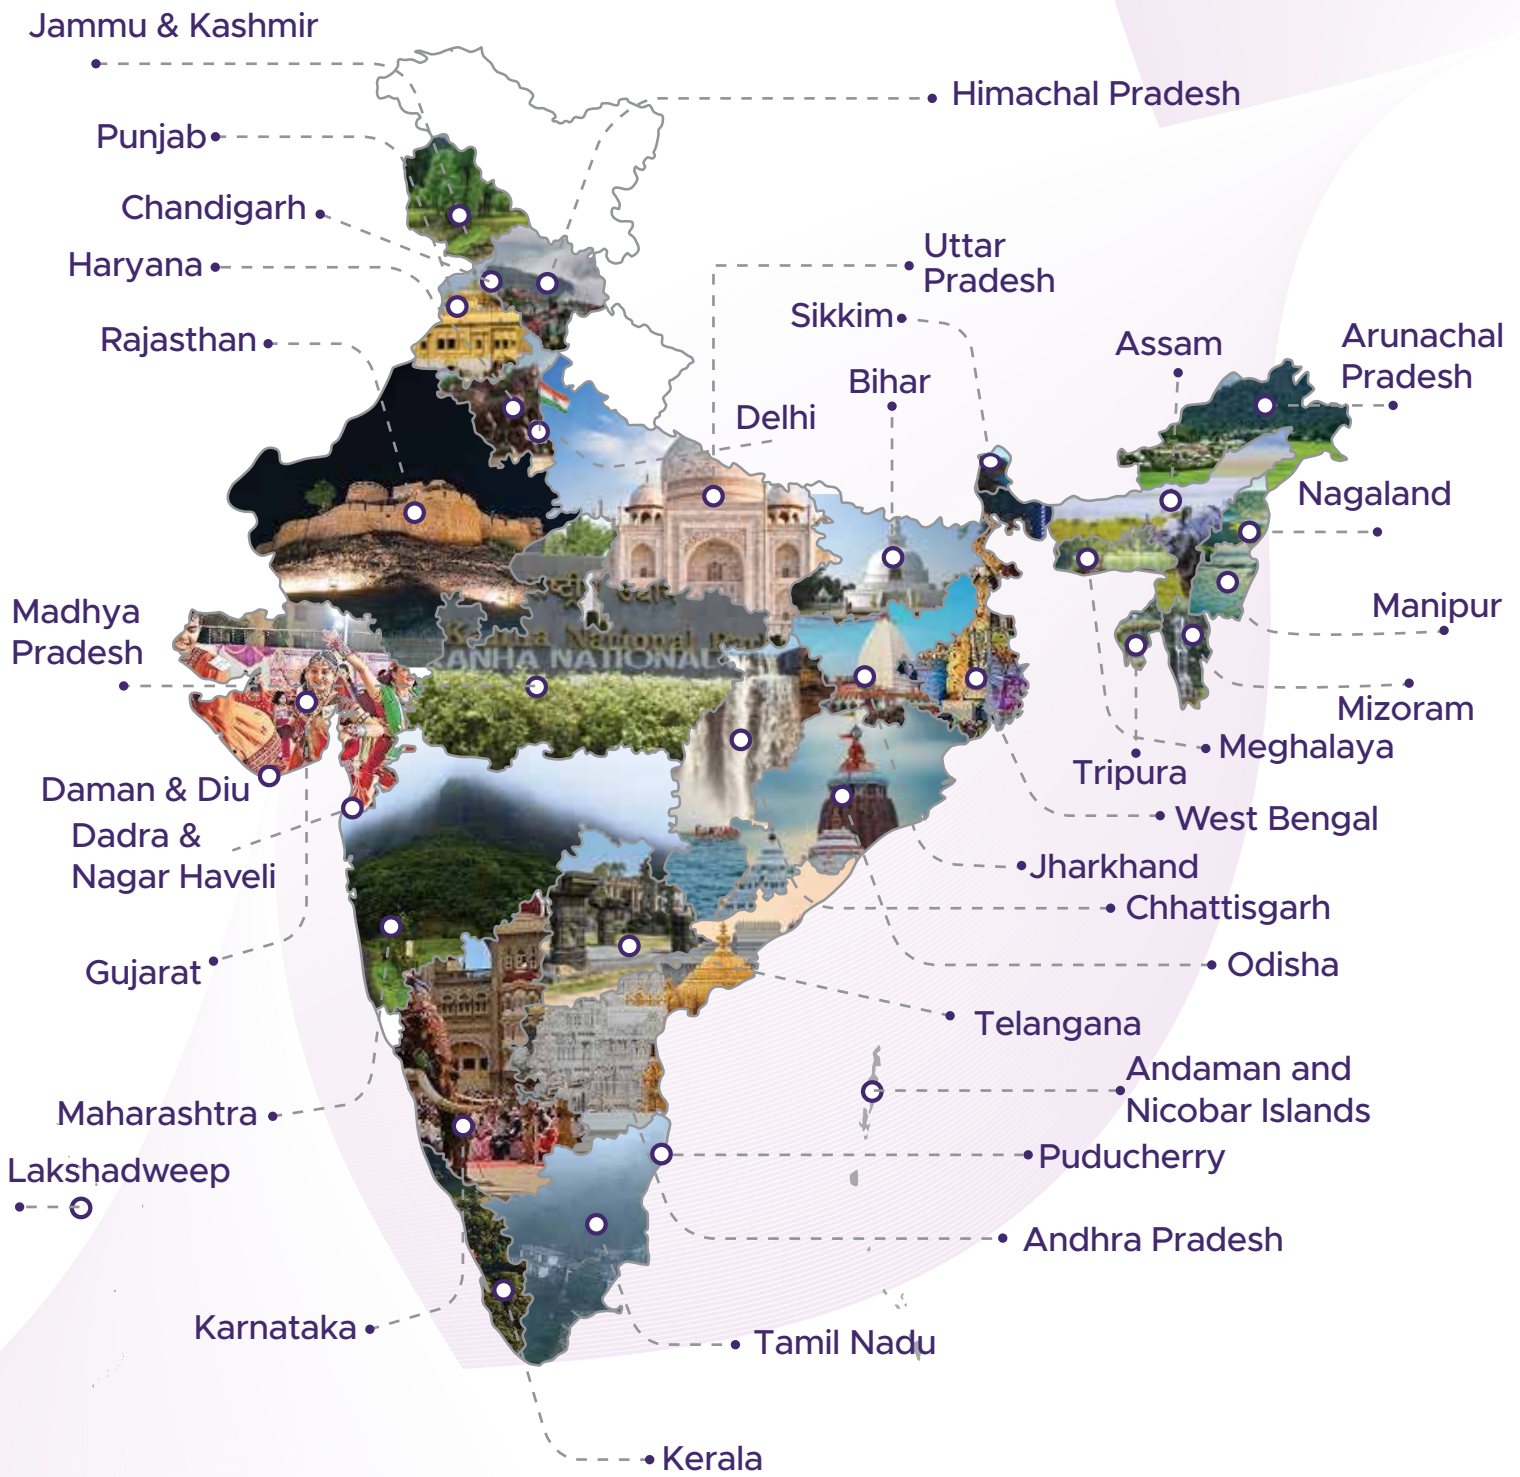 Jammu & Kashmir
Himachal Pradesh
Punjab
Chandigarh
Haryana
Uttar
Pradesh
Sikkim
Rajasthan
Assam
Arunachal
Pradesh
Bihar
Delhi
Nagaland
Madhya
Pradesh
Manipur
Kanha National Park
KANHA NATIONAL
Mizoram
Meghalaya
Tripura
Daman & Diu
West Bengal
Dadra &
Nagar Haveli
Jharkhand
Chhattisgarh
Gujarat
Odisha
Telangana
Andaman and
Nicobar Islands
Maharashtra
Puducherry
Lakshadweep
Andhra Pradesh
Karnataka
Tamil Nadu
Kerala